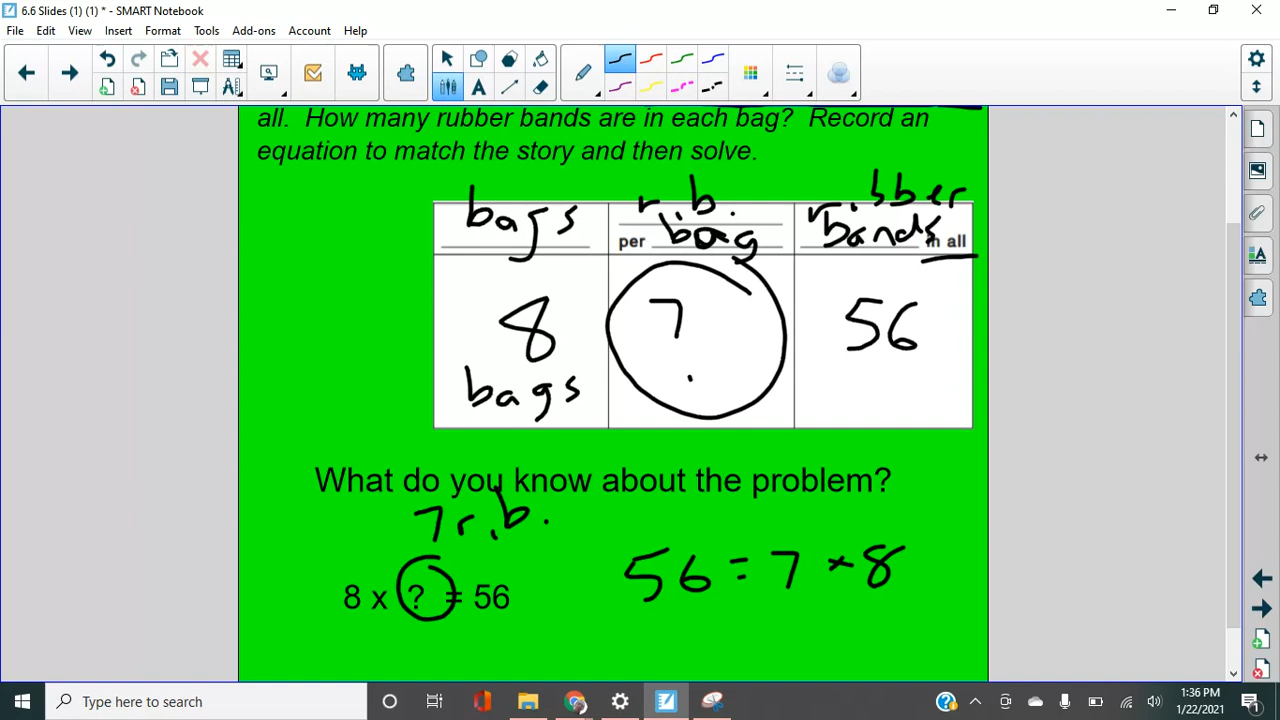 6.6 Slides (1) (1) * - SMART Notebook
File Edit View Insert Format Tools Add-ons Account Help
all. How many rubber bands are in each bag? Record an
equation to match the story and then solve.
bags
r.b.
per bag
rubber
bands in all
8
bags
?
56
What do you know about the problem?
7 r.b.
8 x ? = 56
56 = 7 * 8
Type here to search
1:36 PM
1/22/2021